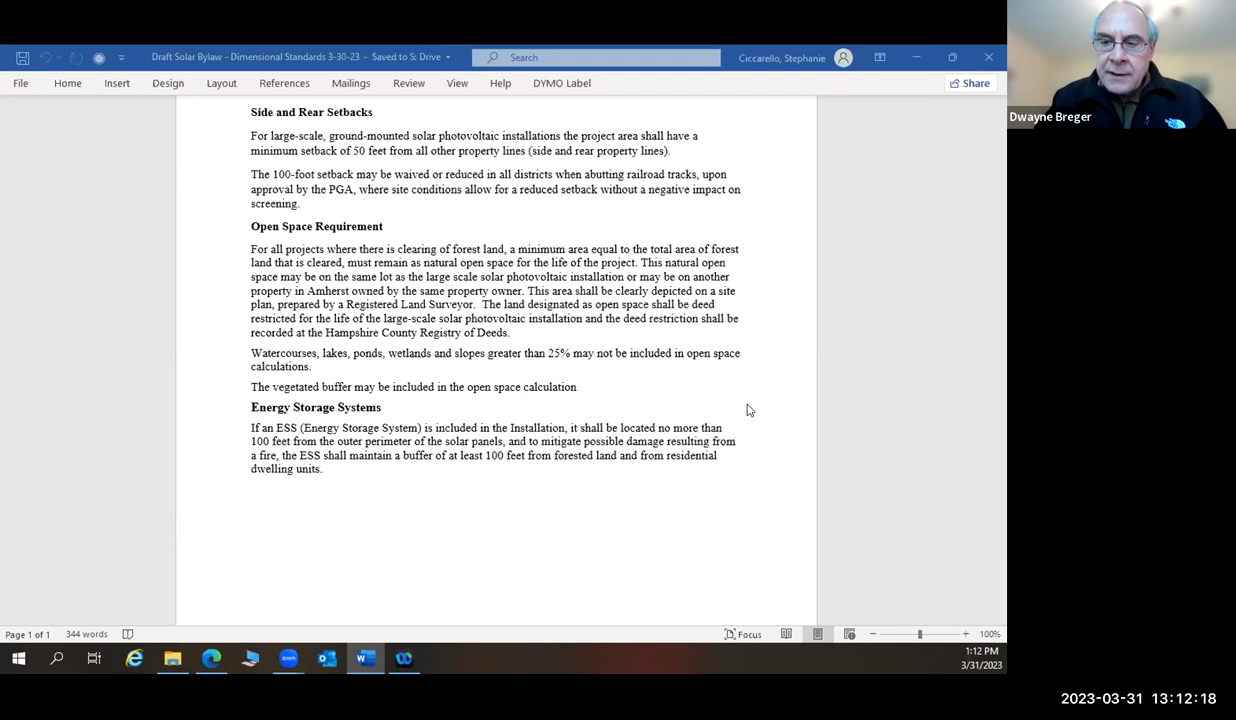 Draft Solar Bylaw - Dimensional Standards 3-30-23 - Saved to S: Drive
Search
Ciccarello, Stephanie
File Home Insert Design Layout References Mailings Review View Help DYMO Label Share
Dwayne Breger
Side and Rear Setbacks
For large-scale, ground-mounted solar photovoltaic installations the project area shall have a
minimum setback of 50 feet from all other property lines (side and rear property lines).
The 100-foot setback may be waived or reduced in all districts when abutting railroad tracks, upon
approval by the PGA, where site conditions allow for a reduced setback without a negative impact on
screening.
Open Space Requirement
For all projects where there is clearing of forest land, a minimum area equal to the total area of forest
land that is cleared, must remain as natural open space for the life of the project. This natural open
space may be on the same lot as the large scale solar photovoltaic installation or may be on another
property in Amherst owned by the same property owner. This area shall be clearly depicted on a site
plan, prepared by a Registered Land Surveyor. The land designated as open space shall be deed
restricted for the life of the large-scale solar photovoltaic installation and the deed restriction shall be
recorded at the Hampshire County Registry of Deeds.
Watercourses, lakes, ponds, wetlands and slopes greater than 25% may not be included in open space
calculations.
The vegetated buffer may be included in the open space calculation
Energy Storage Systems
If an ESS (Energy Storage System) is included in the Installation, it shall be located no more than
100 feet from the outer perimeter of the solar panels, and to mitigate possible damage resulting from
a fire, the ESS shall maintain a buffer of at least 100 feet from forested land and from residential
dwelling units.
Page 1 of 1 344 words Focus 100%
zoom
1:12 PM
3/31/2023
2023-03-31 13:12:18